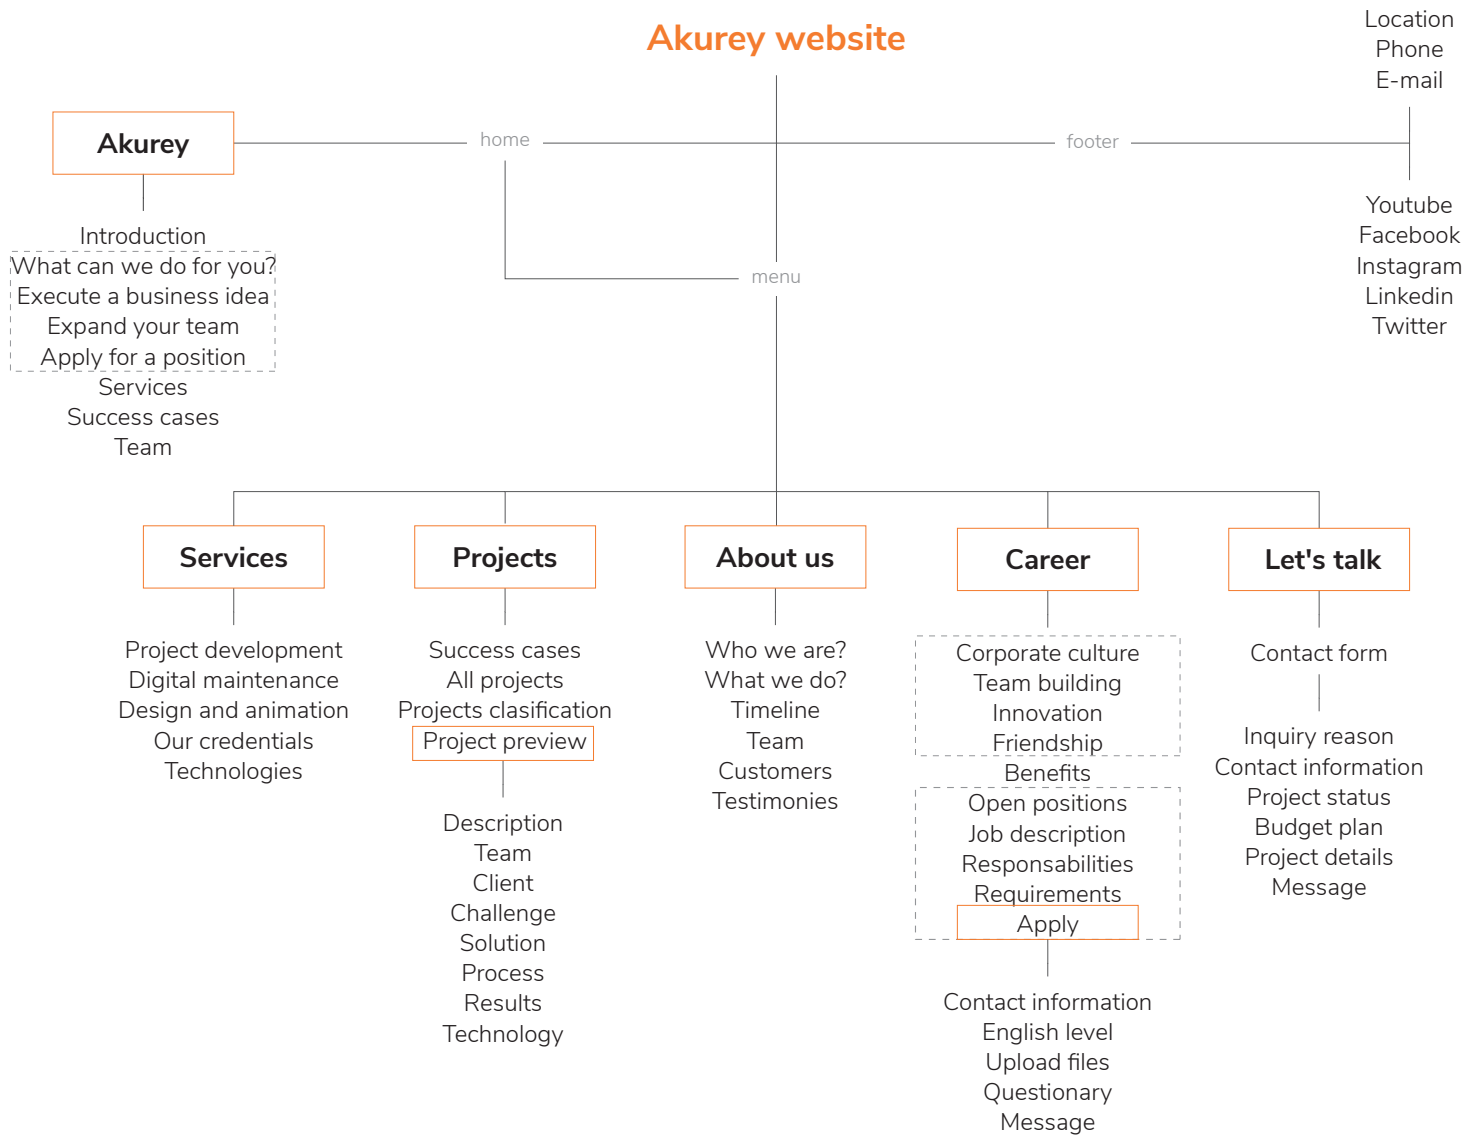 Akurey website
Location
Phone
E-mail
Akurey
home
footer
Introduction
What can we do for you?
Execute a business idea
Expand your team
Apply for a position
Services
Success cases
Team
menu
Youtube
Facebook
Instagram
Linkedin
Twitter
Services
Project development
Digital maintenance
Design and animation
Our credentials
Technologies
Projects
Success cases
All projects
Projects clasification
Project preview
Description
Team
Client
Challenge
Solution
Process
Results
Technology
About us
Who we are?
What we do?
Timeline
Team
Customers
Testimonies
Career
Corporate culture
Team building
Innovation
Friendship
Benefits
Open positions
Job description
Responsabilities
Requirements
Apply
Contact information
English level
Upload files
Questionary
Message
Let's talk
Contact form
Inquiry reason
Contact information
Project status
Budget plan
Project details
Message